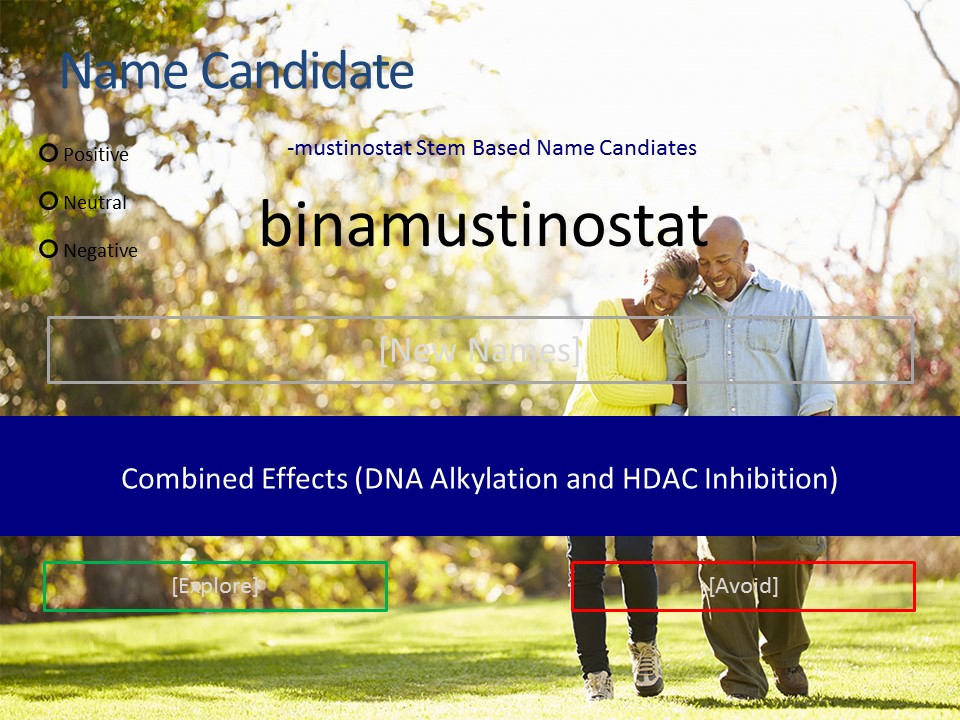 Name Candidate
-mustinostat Stem Based Name Candiates
Positive
Neutral
Negative
binamustinostat
[New Names]
Combined Effects (DNA Alkylation and HDAC Inhibition)
[Explore]
[Avoid]